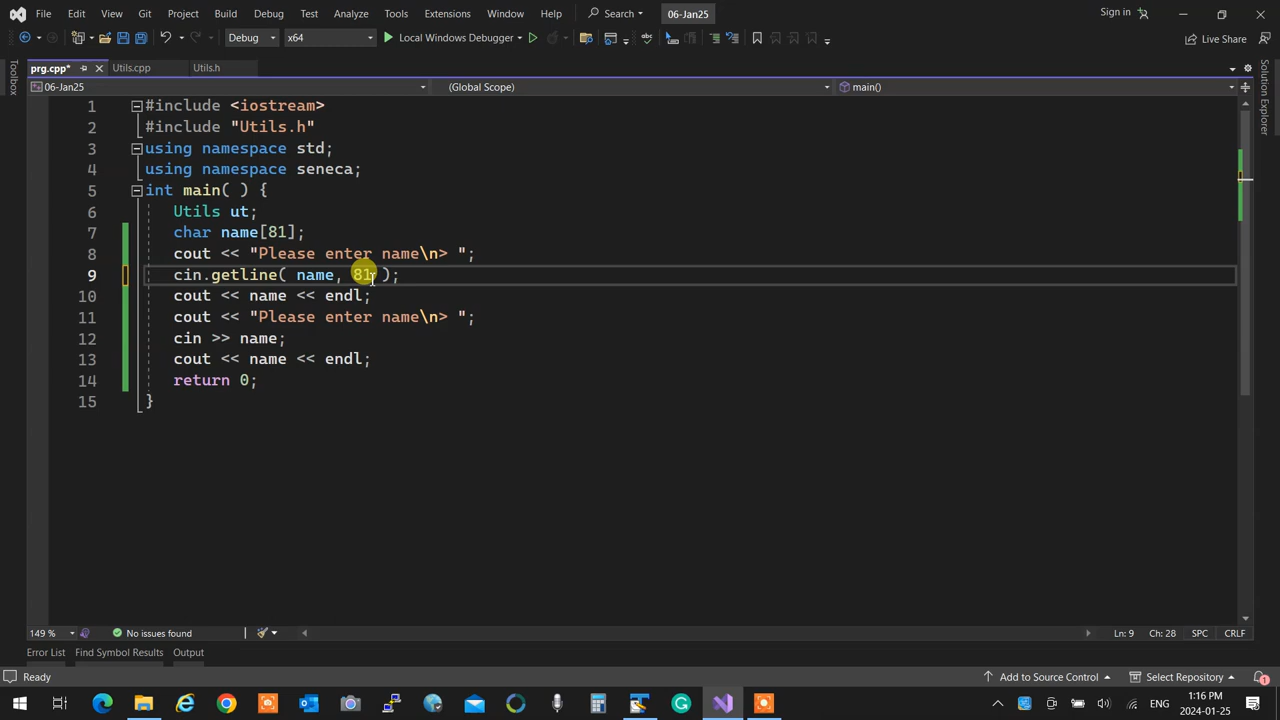 File Edit View Git Project Build Debug Test Analyze Tools Extensions Window Help Search 06-Jan25 Sign in
Debug x64 Local Windows Debugger Live Share
prg.cpp* Utils.cpp Utils.h
06-Jan25 (Global Scope) main()
Toolbox
Solution Explorer
1 #include <iostream>
2 #include "Utils.h"
3 using namespace std;
4 using namespace seneca;
5 int main( ) {
6 Utils ut;
7 char name[81];
8 cout << "Please enter name\n> ";
9 cin.getline( name, 81 );
10 cout << name << endl;
11 cout << "Please enter name\n> ";
12 cin >> name;
13 cout << name << endl;
14 return 0;
15 }
149 % No issues found Ln: 9 Ch: 28 SPC CRLF
Error List Find Symbol Results Output
Ready Add to Source Control Select Repository 1
ENG 1:16 PM
2024-01-25